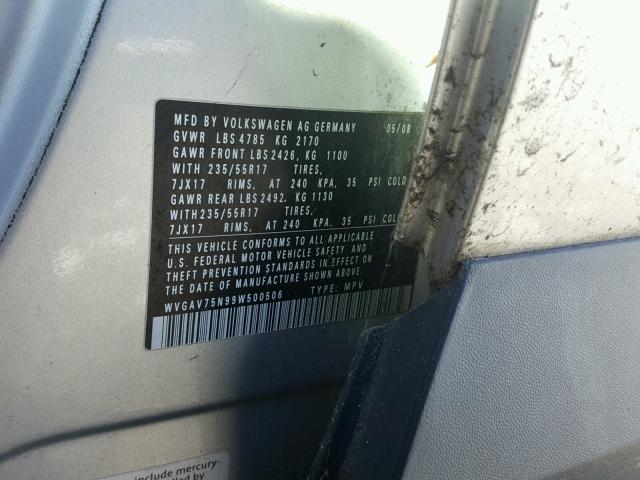 MFD BY VOLKSWAGEN AG GERMANY 05/08
GVWR LBS 4785 KG 2170
GAWR FRONT LBS 2426, KG 1100
WITH 235/55R17 TIRES,
7JX17 RIMS, AT 240 KPA, 35 PSI COLD
GAWR REAR LBS 2492. KG 1130
WITH235/55R17 TIRES,
7JX17 RIMS, AT 240 KPA, 35 PSI COLD
THIS VEHICLE CONFORMS TO ALL APPLICABLE
U.S. FEDERAL MOTOR VEHICLE SAFETY AND
THEFT PREVENTION STANDARDS IN EFFECT ON
THE DATE OF MANUFACTURE SHOWN ABOVE.
WVGAV75N99W500506 TYPE: MPV
include mercury-
by